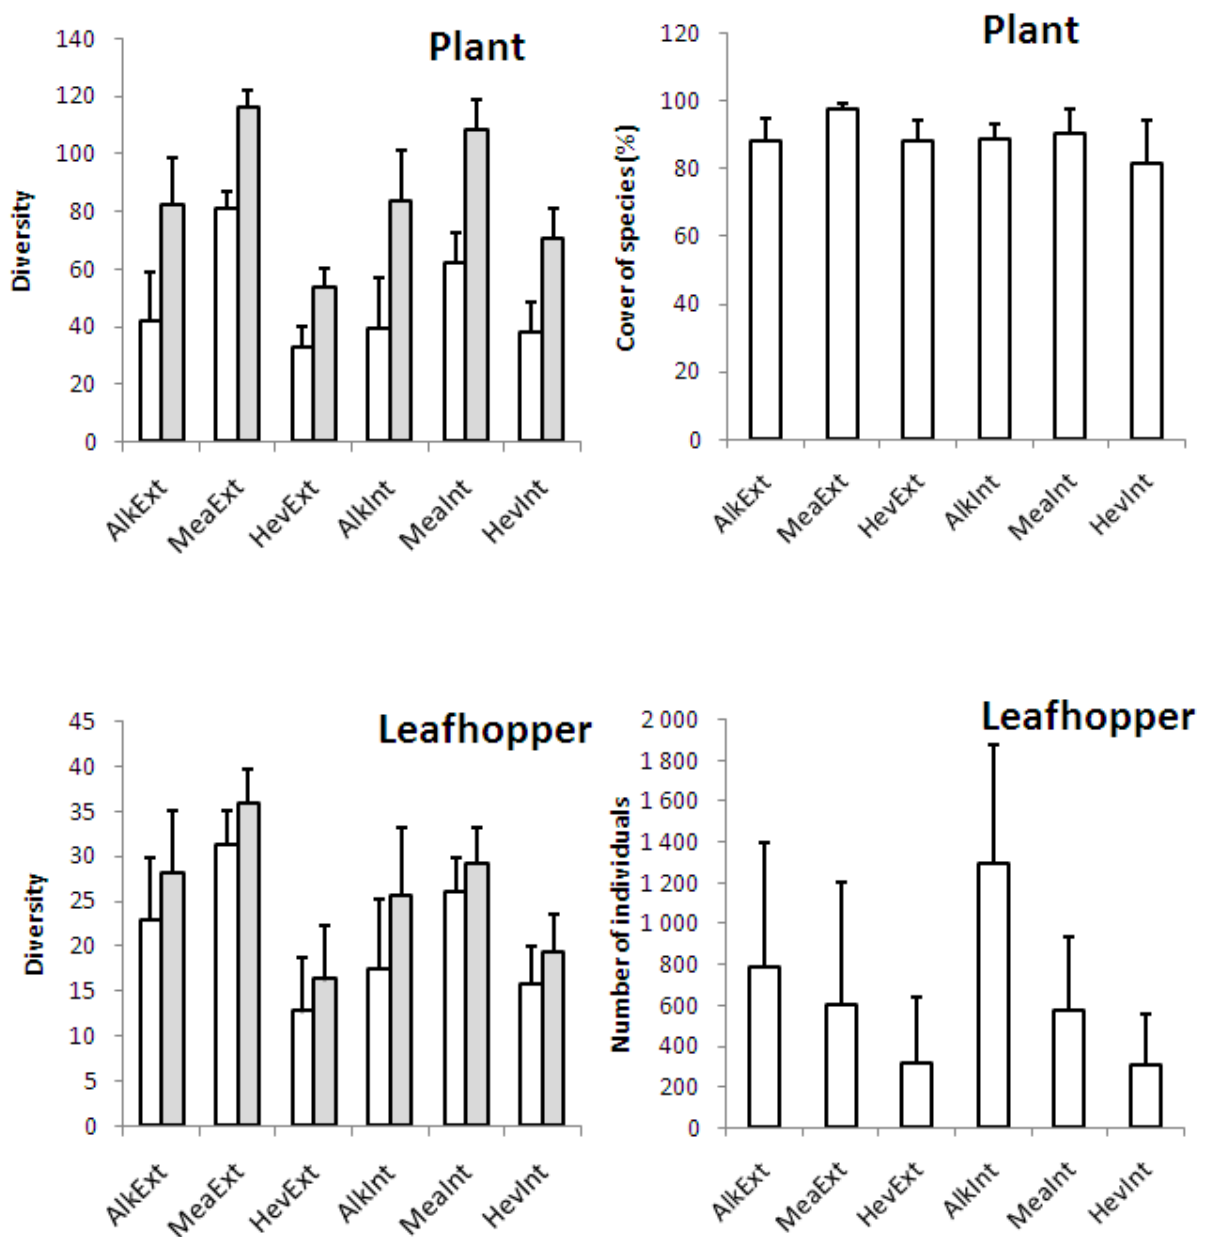 Plant
Diversity
140
120
100
80
60
40
20
0
AlkExt
MeaExt
HevExt
AlkInt
MeaInt
HevInt
Plant
Cover of species (%)
120
100
80
60
40
20
0
AlkExt
MeaExt
HevExt
AlkInt
MeaInt
HevInt
Leafhopper
Diversity
45
40
35
30
25
20
15
10
5
0
AlkExt
MeaExt
HevExt
AlkInt
MeaInt
HevInt
Leafhopper
Number of individuals
2 000
1 800
1 600
1 400
1 200
1 000
800
600
400
200
0
AlkExt
MeaExt
HevExt
AlkInt
MeaInt
HevInt